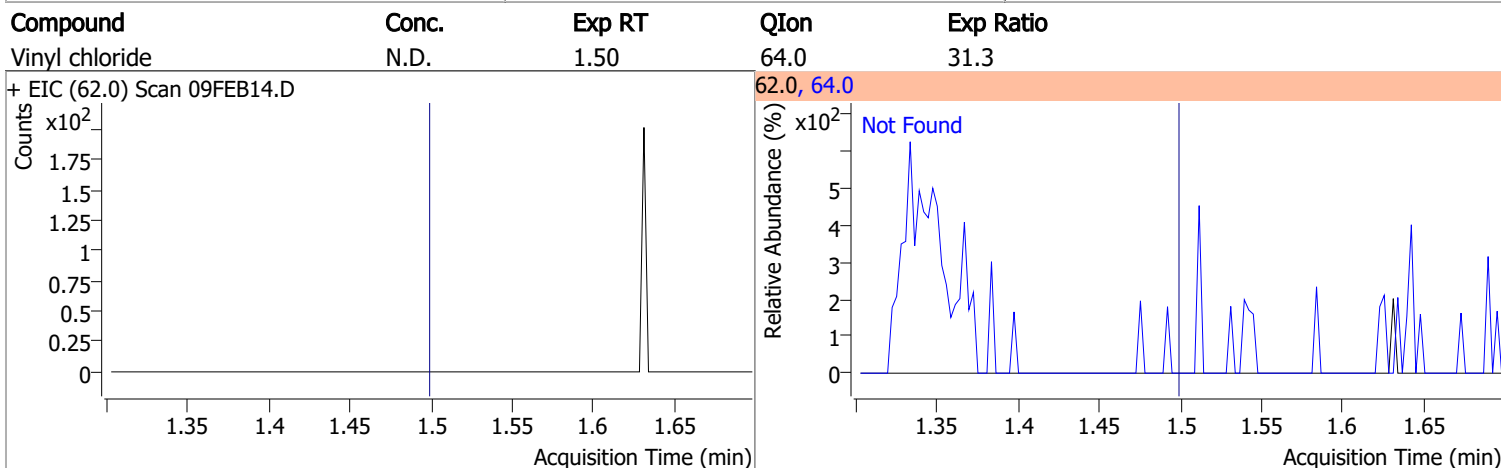 Compound Conc. Exp RT QIon Exp Ratio
Vinyl chloride N.D. 1.50 64.0 31.3
+ EIC (62.0) Scan 09FEB14.D
62.0, 64.0
Counts
x10²
1.75
1.5
1.25
1
0.75
0.5
0.25
0
1.35 1.4 1.45 1.5 1.55 1.6 1.65
Acquisition Time (min)
Relative Abundance (%)
x10²
Not Found
5
4
3
2
1
0
1.35 1.4 1.45 1.5 1.55 1.6 1.65
Acquisition Time (min)